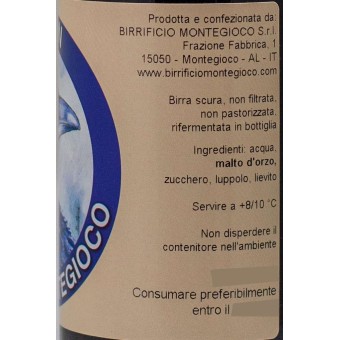 Prodotta e confezionata da:
BIRRIFICIO MONTEGIOCO S.r.l.
Frazione Fabbrica, 1
15050 - Montegioco - AL - IT
www.birrificiomontegioco.com
Birra scura, non filtrata,
non pastorizzata,
rifermentata in bottiglia
Ingredienti: acqua,
malto d'orzo,
zucchero, luppolo, lievito
Servire a +8/10 °C
Non disperdere il
contenitore nell'ambiente
Consumare preferibilmente
entro il
TEGIOCO